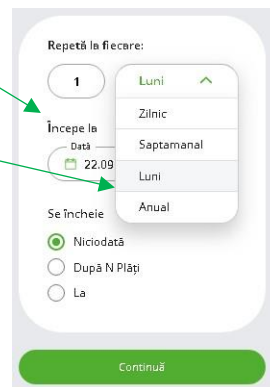 Repetă la fiecare:
1
Luni
Zilnic
Începe la
Saptamanal
Dată
22.09
Luni
Anual
Se încheie
Niciodată
După N Plăți
La
Continuă